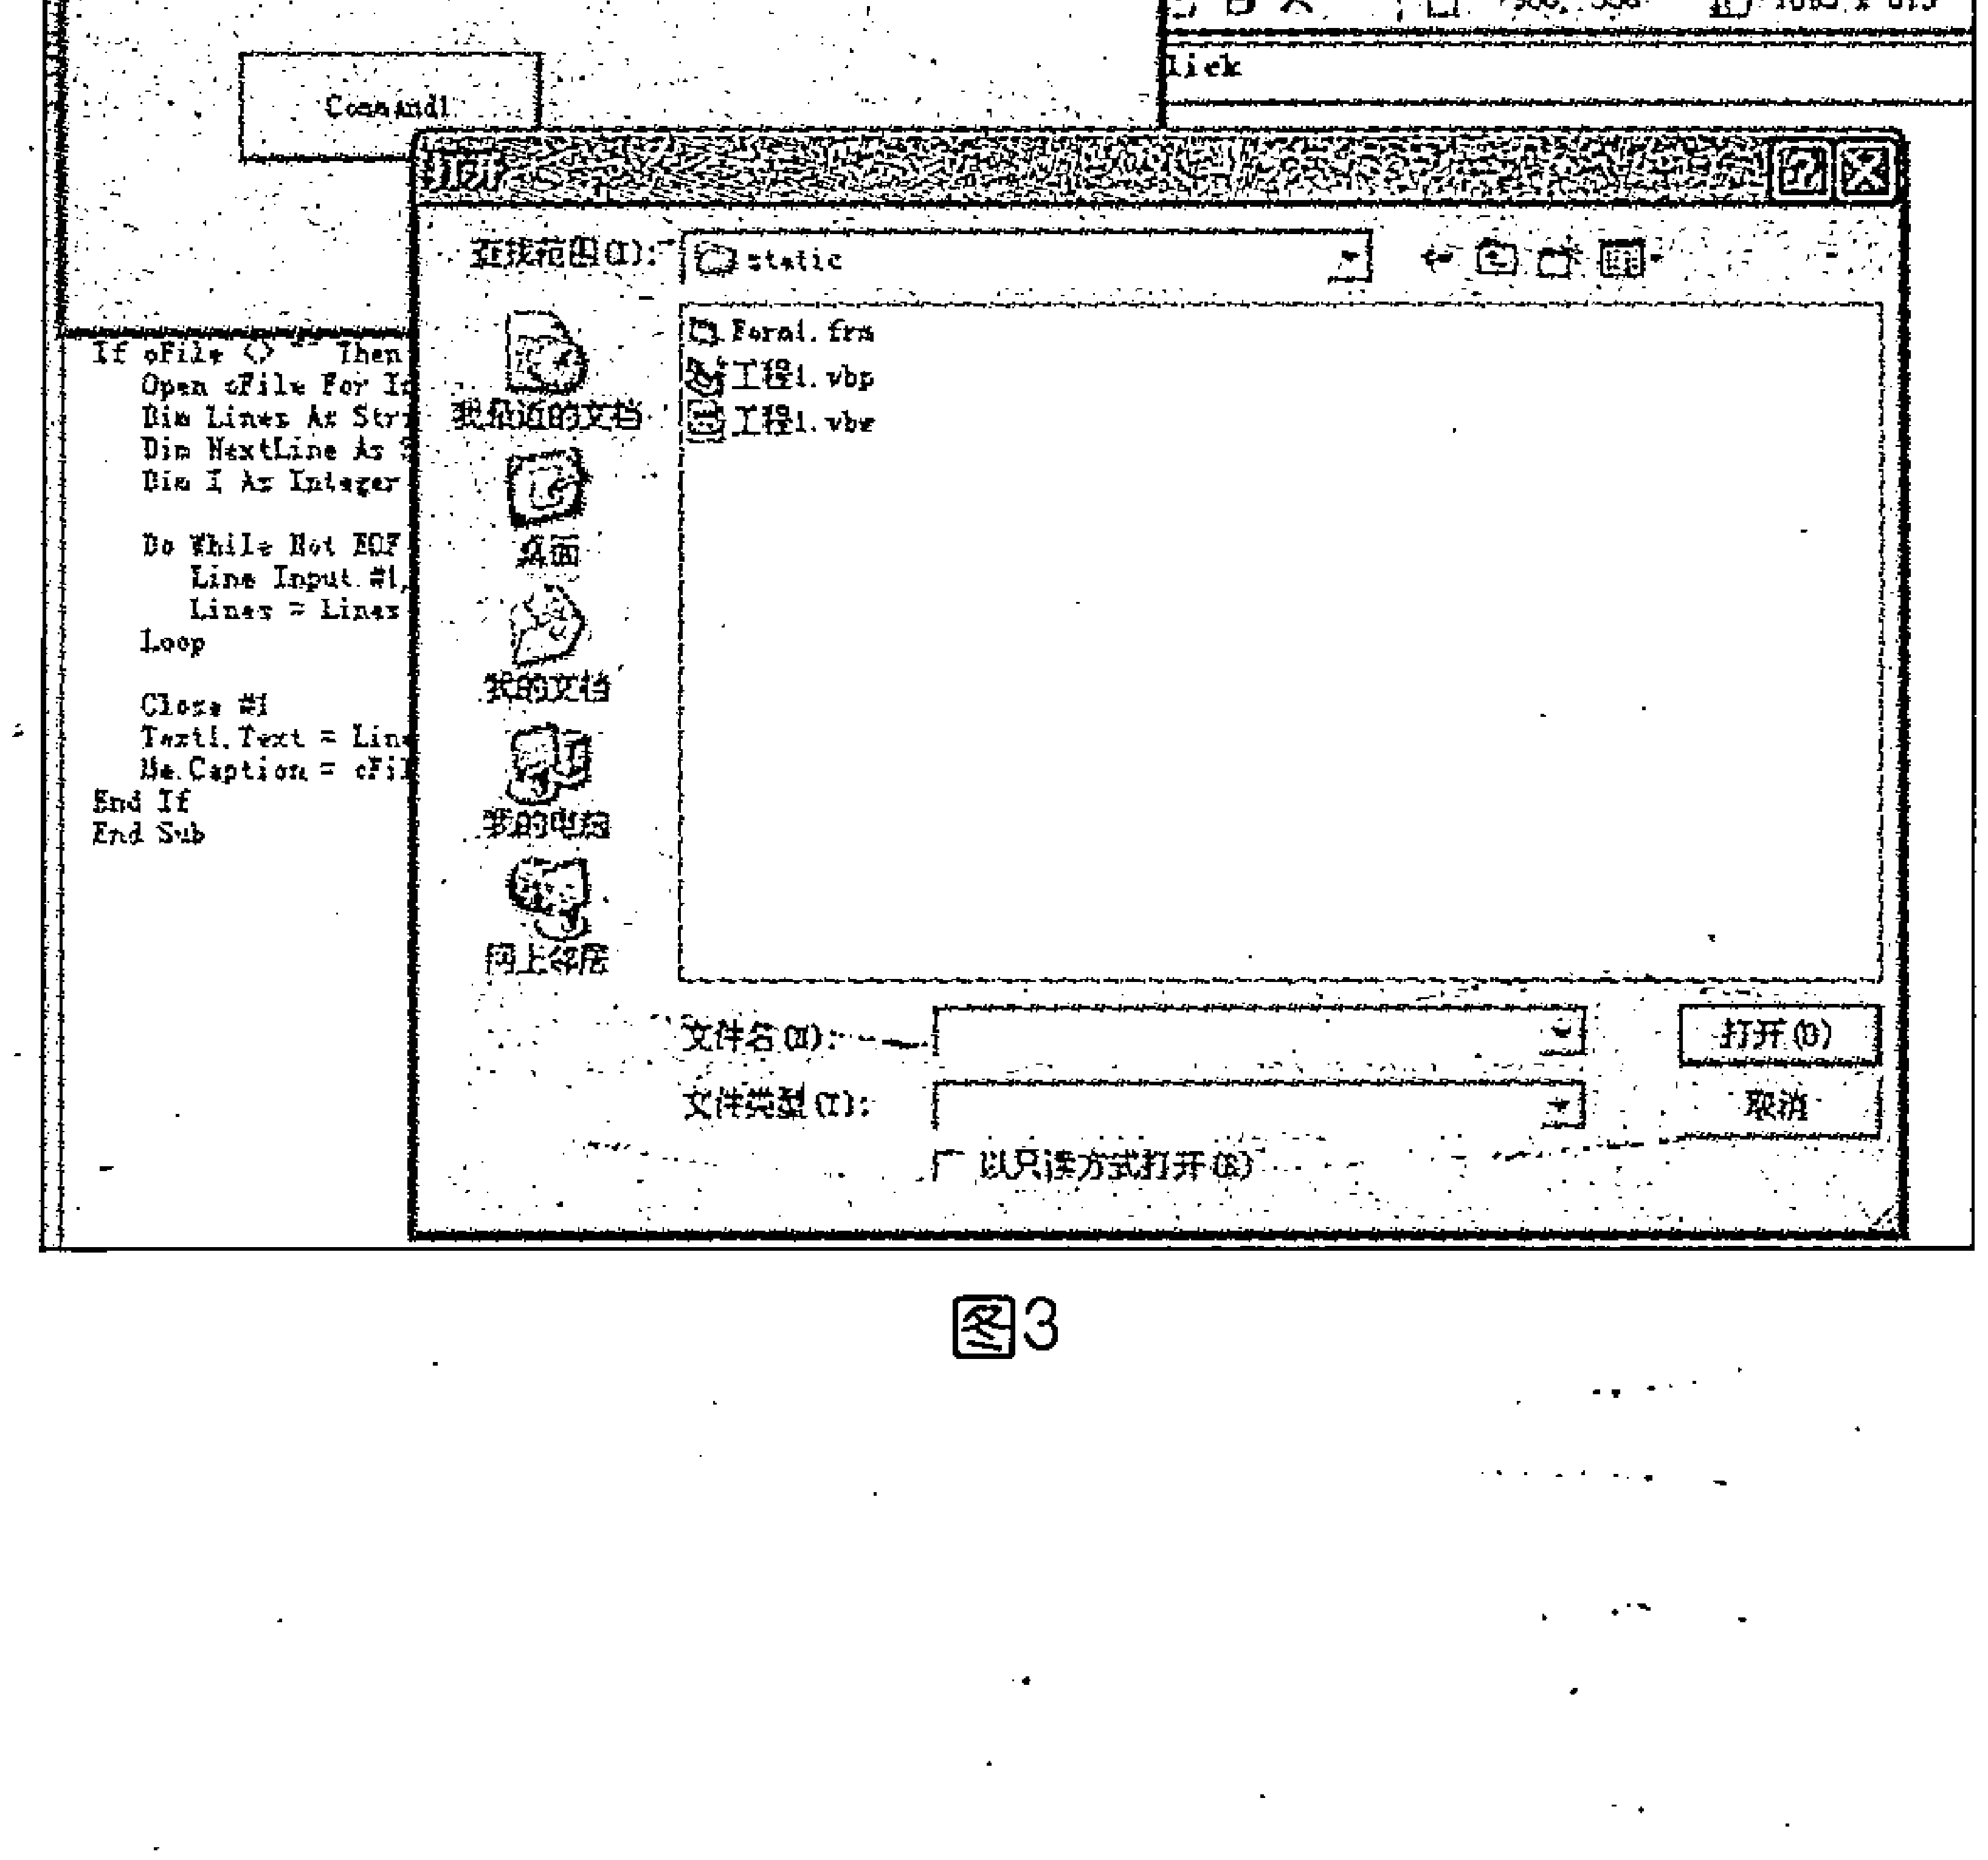 lick
Command1
打开
查找范围(I):
static
Form1.frm
工程1.vbp
工程1.vbw
我最近的文档
桌面
我的文档
我的电脑
网上邻居
If cFile <> "" Then
Open cFile For In
Dim Lines As Stri
Dim NextLine As S
Dim I As Integer
Do While Not EOF
Line Input #1,
Lines = Lines
Loop
Close #1
Text1.Text = Line
Me.Caption = cFil
End If
End Sub
文件名(N):
打开(O)
文件类型(T):
取消
以只读方式打开(R)
图3